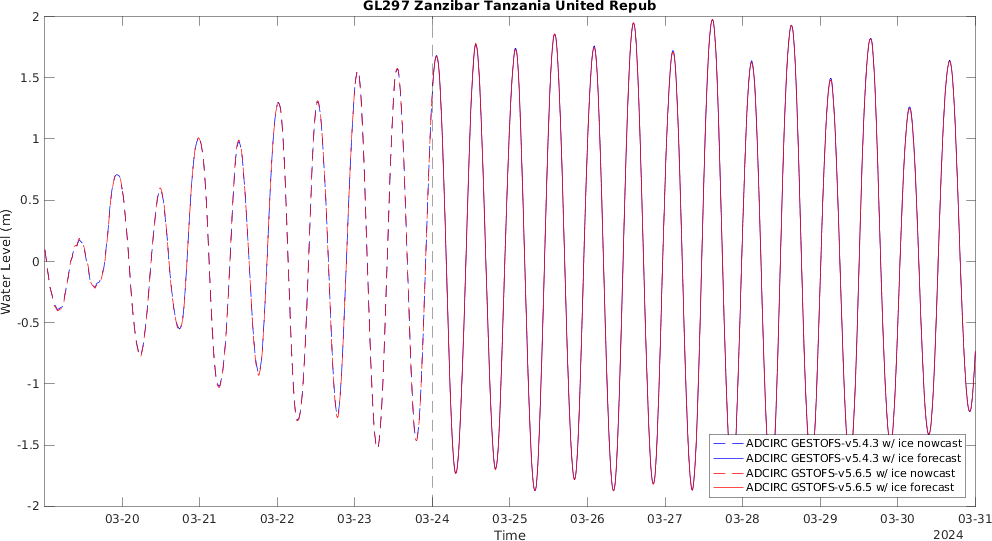 GL297 Zanzibar Tanzania United Repub
2
1.5
1
0.5
0
-0.5
-1
-1.5
-2
Water Level (m)
ADCIRC GESTOFS-v5.4.3 w/ ice nowcast
ADCIRC GESTOFS-v5.4.3 w/ ice forecast
ADCIRC GSTOFS-v5.6.5 w/ ice nowcast
ADCIRC GSTOFS-v5.6.5 w/ ice forecast
03-20 03-21 03-22 03-23 03-24 03-25 03-26 03-27 03-28 03-29 03-30 03-31
Time
2024